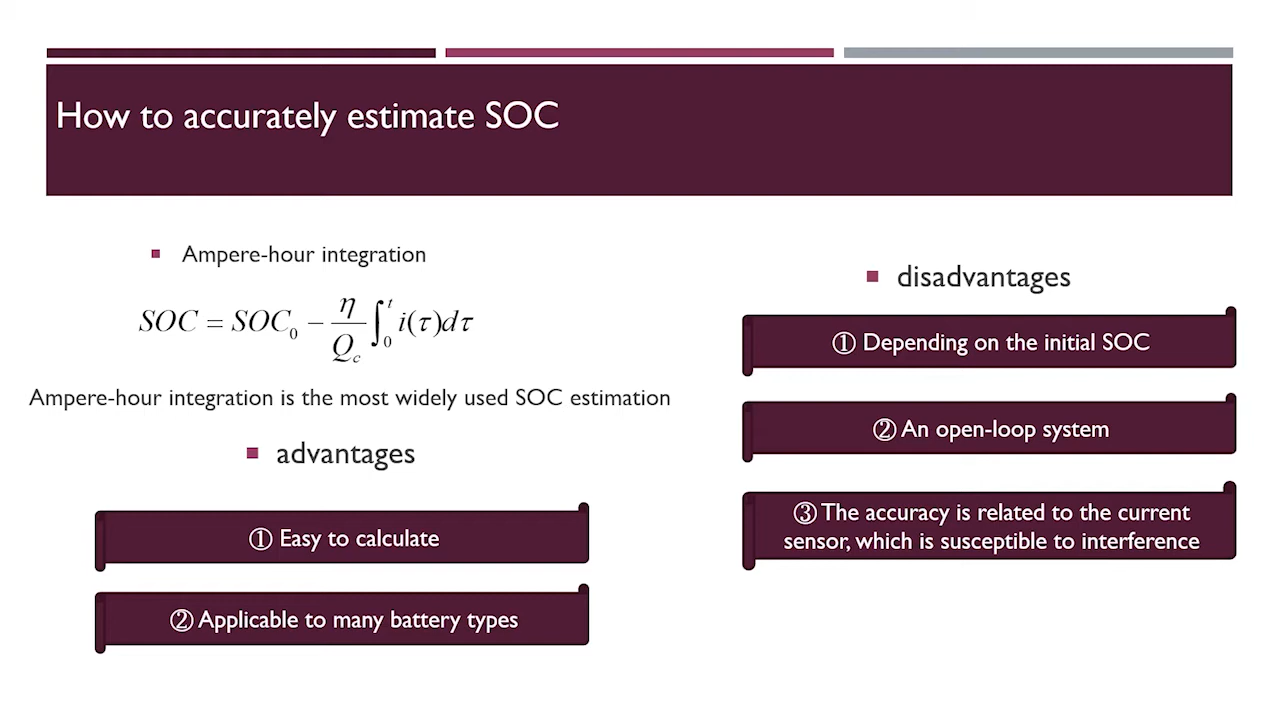 How to accurately estimate SOC
Ampere-hour integration
SOC = SOC₀ − η/Q꜀ ∫₀ᵗ i(τ)dτ
Ampere-hour integration is the most widely used SOC estimation
advantages
① Easy to calculate
② Applicable to many battery types
disadvantages
① Depending on the initial SOC
② An open-loop system
③ The accuracy is related to the current
sensor, which is susceptible to interference